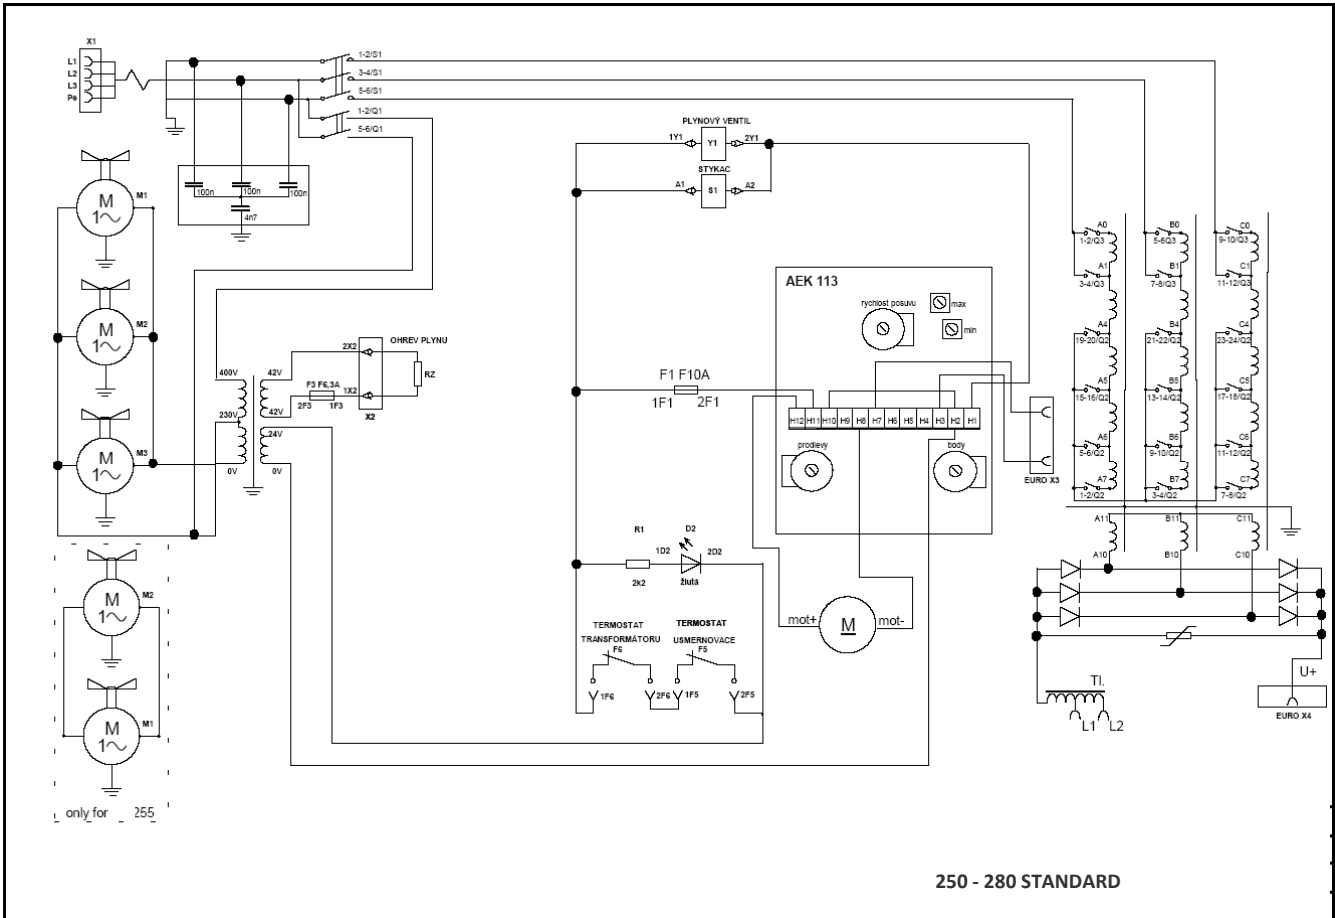 X1
L1
L2
L3
Pe
1-2/S1
3-4/S1
5-6/S1
1-2/Q1
5-6/Q1
100n
100n
100n
4n7
M
1
M1
M
1
M2
M
1
M3
M
1
M2
M
1
M1
only for 255
400V
230V
0V
42V
42V
24V
0V
F3 F6,3A
2F3
1F3
OHREV PLYNU
2X2
1X2
X2
RZ
PLYNOVÝ VENTIL
1Y1
Y1
2Y1
STYKAC
A1
S1
A2
F1 F10A
1F1
2F1
AEK 113
rychlost posuvu
max
min
H12 H11 H10 H9 H8 H7 H6 H5 H4 H3 H2 H1
prodlevy
body
EURO X3
R1
2k2
1D2
D2
2D2
žlutá
TERMOSTAT
TRANSFORMÁTORU
F6
TERMOSTAT
USMERNOVACE
F5
1F6
2F6
1F5
2F5
mot+
M
mot-
A0
1-2/Q3
A1
3-4/Q3
A4
19-20/Q2
A5
15-16/Q2
A6
5-6/Q2
A7
1-2/Q2
A11
A10
B0
5-6Q3
B1
7-8/Q3
B4
21-22/Q2
B5
13-14/Q2
B6
9-10/Q2
B7
3-4/Q2
B11
B10
C0
9-10/Q3
C1
11-12/Q3
C4
23-24/Q2
C5
17-18/Q2
C6
11-12/Q2
C7
7-8/Q2
C11
C10
Tl.
L1
L2
U+
EURO X4
250 - 280 STANDARD